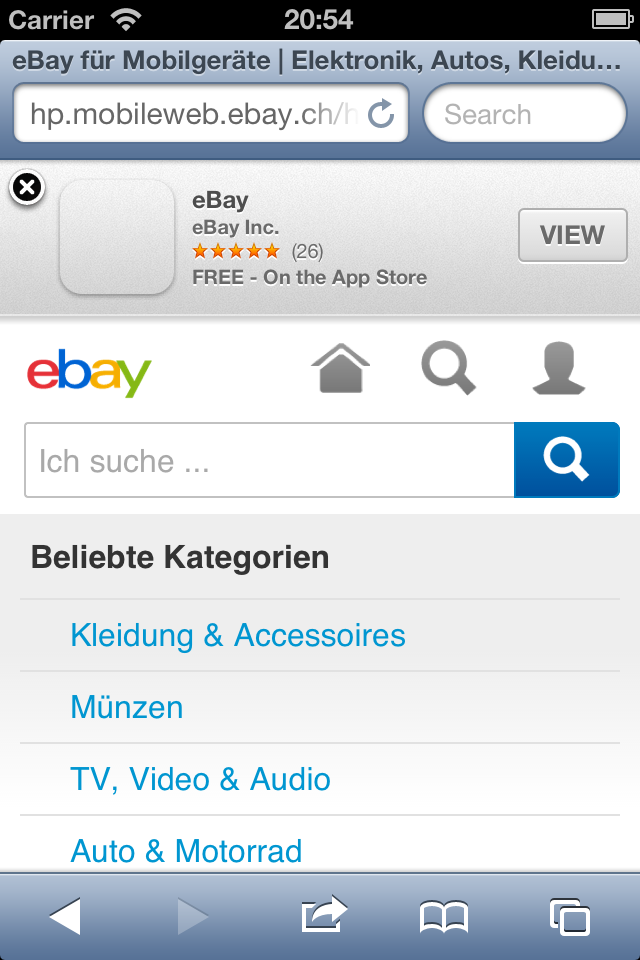 Carrier 20:54
eBay für Mobilgeräte | Elektronik, Autos, Kleidu...
hp.mobileweb.ebay.ch/h
Search
eBay
eBay Inc.
(26)
FREE - On the App Store
VIEW
ebay
Ich suche ...
Beliebte Kategorien
Kleidung & Accessoires
Münzen
TV, Video & Audio
Auto & Motorrad